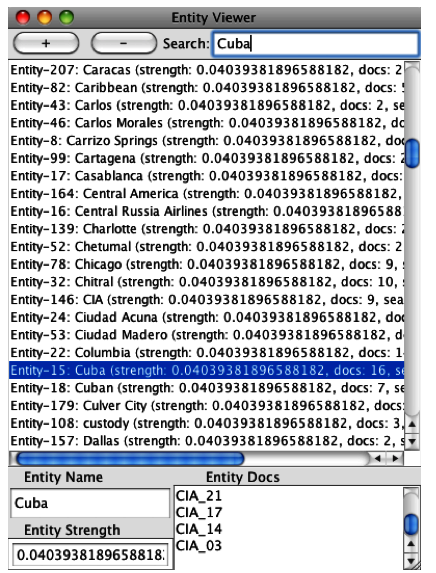 Entity Viewer
+ - Search: Cuba
Entity-207: Caracas (strength: 0.04039381896588182, docs: 2
Entity-82: Caribbean (strength: 0.04039381896588182, docs:
Entity-43: Carlos (strength: 0.04039381896588182, docs: 2, se
Entity-46: Carlos Morales (strength: 0.04039381896588182, do
Entity-8: Carrizo Springs (strength: 0.04039381896588182, doc
Entity-99: Cartagena (strength: 0.04039381896588182, docs: 2
Entity-17: Casablanca (strength: 0.04039381896588182, docs:
Entity-164: Central America (strength: 0.04039381896588182,
Entity-16: Central Russia Airlines (strength: 0.0403938189658​8
Entity-139: Charlotte (strength: 0.04039381896588182, docs: 2
Entity-52: Chetumal (strength: 0.04039381896588182, docs: 2
Entity-78: Chicago (strength: 0.04039381896588182, docs: 9, s
Entity-32: Chitral (strength: 0.04039381896588182, docs: 10,
Entity-146: CIA (strength: 0.04039381896588182, docs: 9, sea
Entity-24: Ciudad Acuna (strength: 0.04039381896588182, doc
Entity-53: Ciudad Madero (strength: 0.04039381896588182, d
Entity-22: Columbia (strength: 0.04039381896588182, docs: 1
Entity-15: Cuba (strength: 0.04039381896588182, docs: 16, se
Entity-18: Cuban (strength: 0.04039381896588182, docs: 7, se
Entity-179: Culver City (strength: 0.04039381896588182, docs:
Entity-108: custody (strength: 0.04039381896588182, docs: 3,
Entity-157: Dallas (strength: 0.04039381896588182, docs: 2, s
Entity Name
Cuba
Entity Strength
0.0403938189658818
Entity Docs
CIA_21
CIA_17
CIA_14
CIA_03